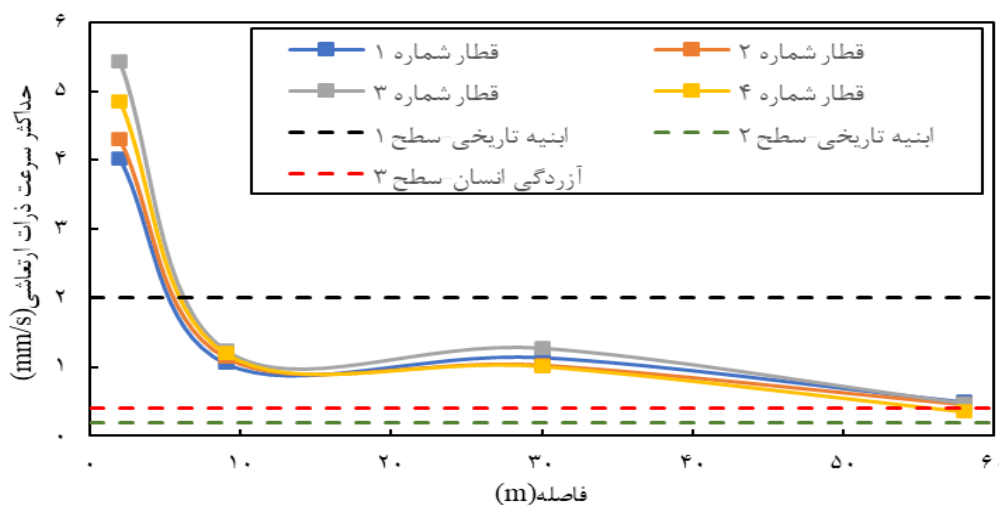 حداکثر سرعت ذرات ارتعاشی(mm/s)
۶
۵
۴
۳
۲
۱
۰
قطار شماره ۱
قطار شماره ۲
قطار شماره ۳
قطار شماره ۴
ابنیه تاریخی-سطح ۱
ابنیه تاریخی-سطح ۲
آزردگی انسان-سطح ۳
۰ ۱۰ ۲۰ ۳۰ ۴۰ ۵۰ ۶۰
فاصله(m)